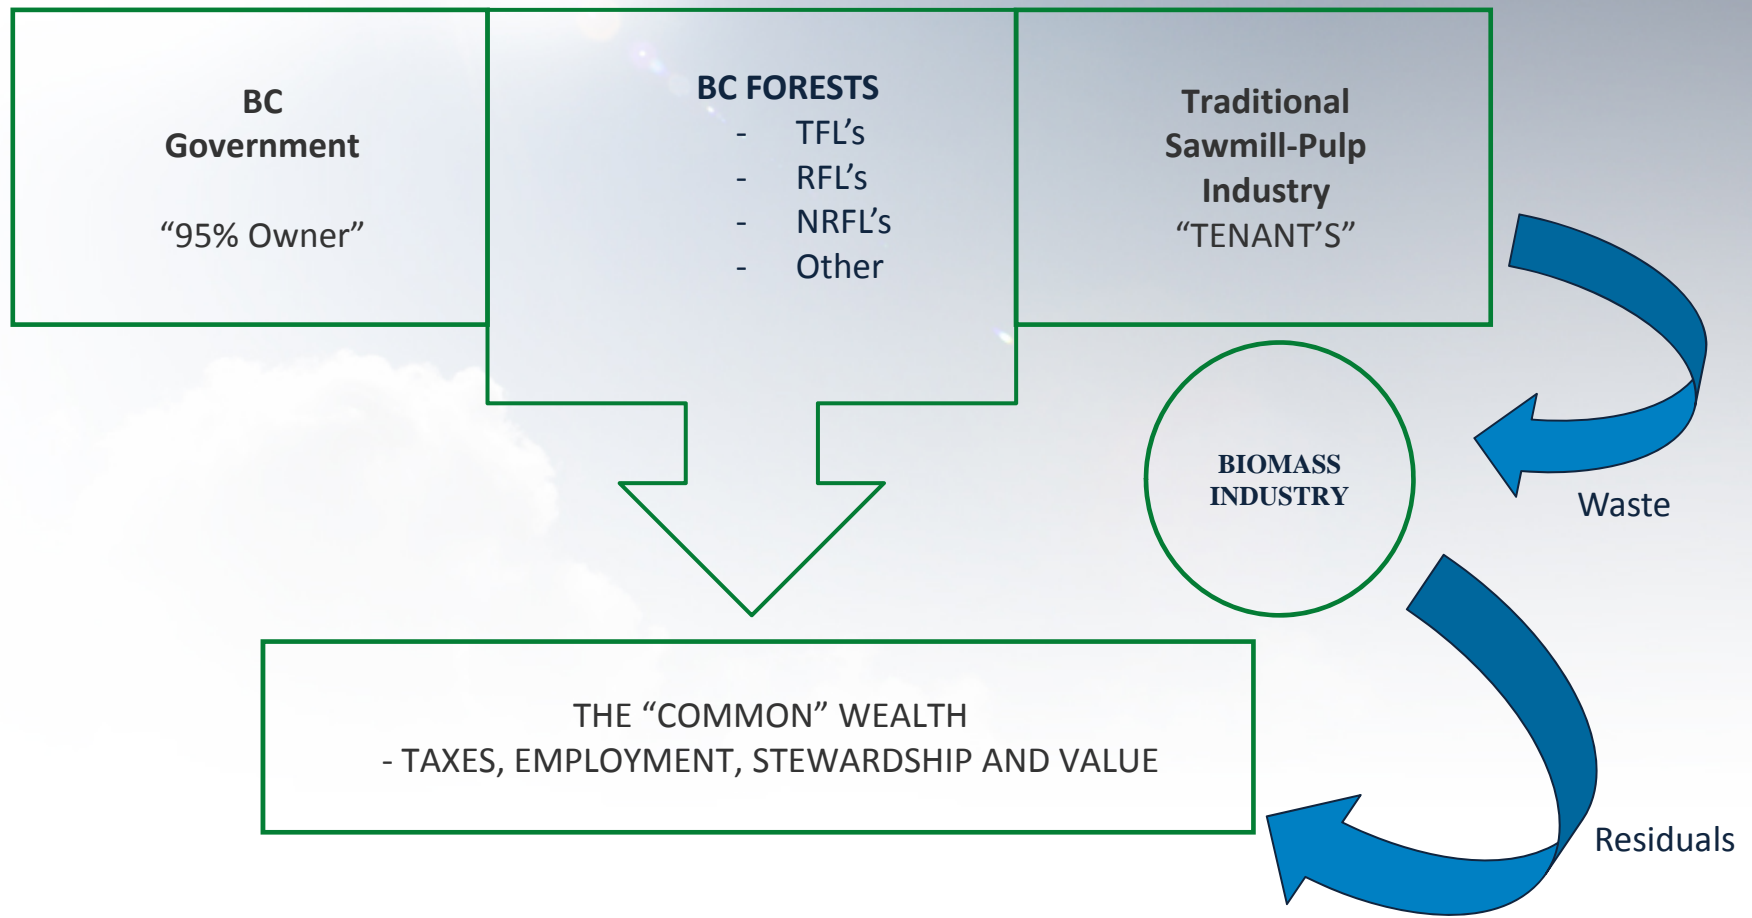 BC
Government
“95% Owner”
BC FORESTS
- TFL’s
- RFL’s
- NRFL’s
- Other
Traditional
Sawmill-Pulp
Industry
“TENANT’S”
BIOMASS
INDUSTRY
Waste
THE “COMMON” WEALTH
- TAXES, EMPLOYMENT, STEWARDSHIP AND VALUE
Residuals